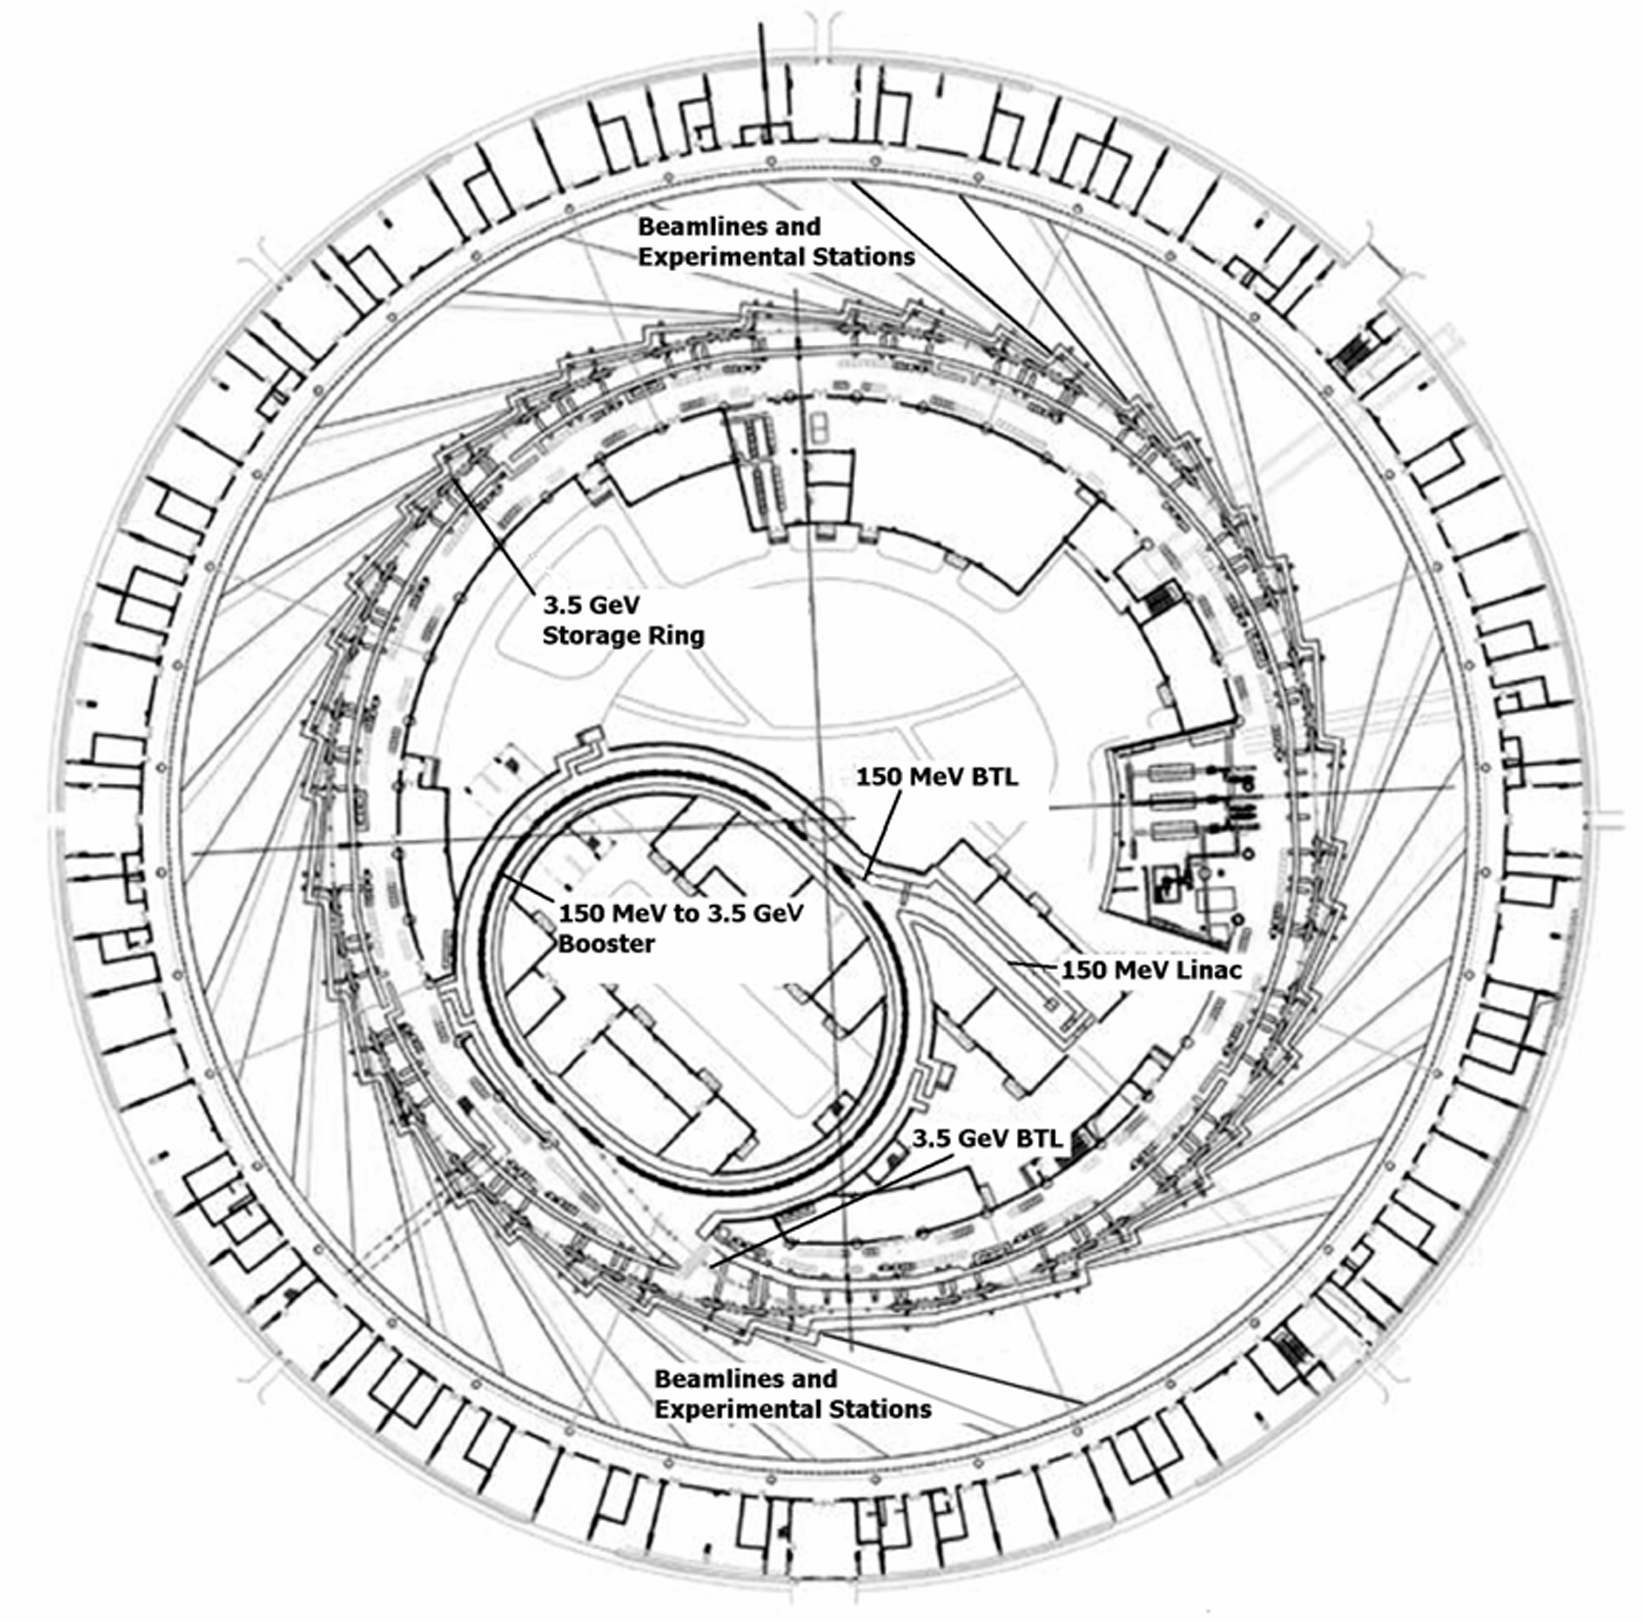 Beamlines and
Experimental Stations
3.5 GeV
Storage Ring
150 MeV BTL
150 MeV to 3.5 GeV
Booster
150 MeV Linac
3.5 GeV BTL
Beamlines and
Experimental Stations